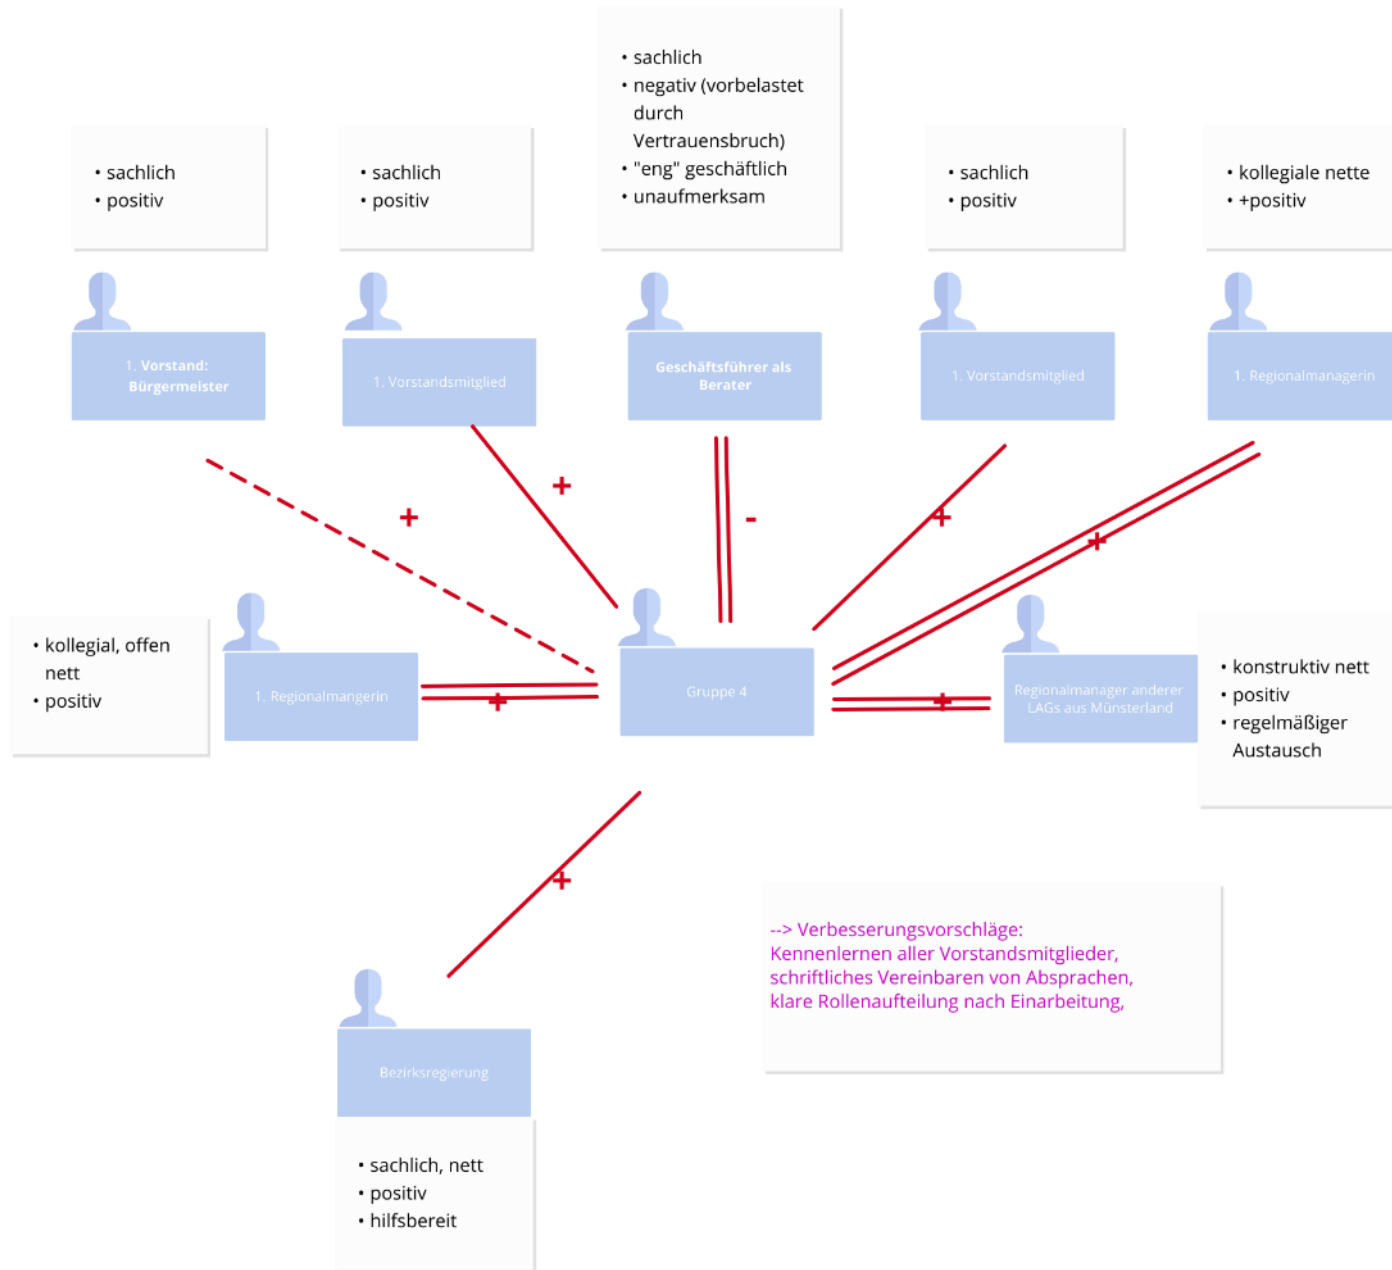 • sachlich
• positiv
• sachlich
• positiv
• sachlich
• negativ (vorbelastet
durch
Vertrauensbruch)
• "eng" geschäftlich
• unaufmerksam
• sachlich
• positiv
• kollegiale nette
• +positiv
1. Vorstand:
Bürgermeister
1. Vorstandsmitglied
Geschäftsführer als
Berater
1. Vorstandsmitglied
1. Regionalmanagerin
+
+
-
+
+
• kollegial, offen
nett
• positiv
1. Regionalmangerin
+
Gruppe 4
+
Regionalmanager anderer
LAGs aus Münsterland
• konstruktiv nett
• positiv
• regelmäßiger
Austausch
+
--> Verbesserungsvorschläge:
Kennenlernen aller Vorstandsmitglieder,
schriftliches Vereinbaren von Absprachen,
klare Rollenaufteilung nach Einarbeitung,
Bezirksregierung
• sachlich, nett
• positiv
• hilfsbereit